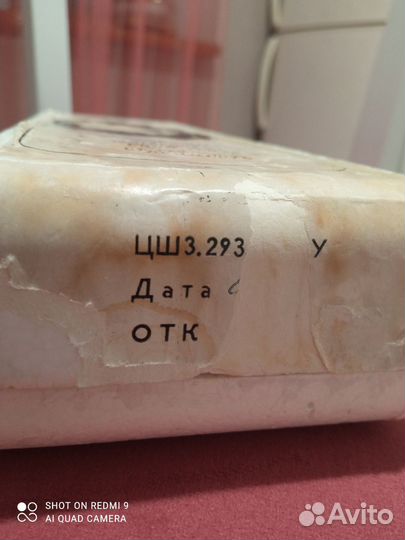 ЦШ3.293 У
Дата
ОТК
SHOT ON REDMI 9
AI QUAD CAMERA
Avito